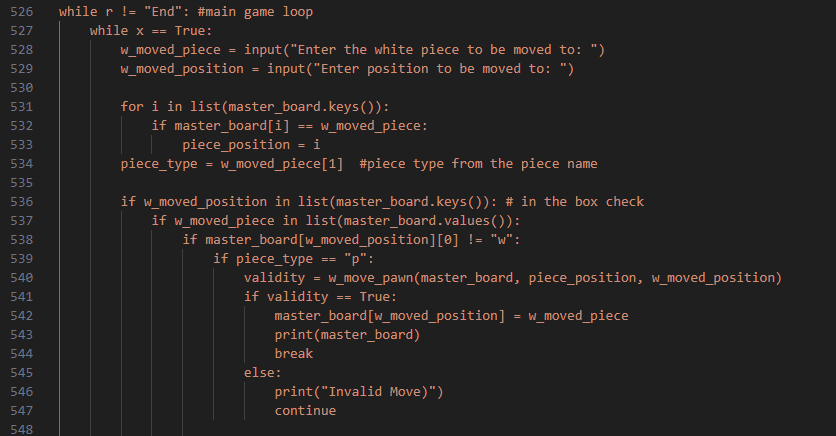 526 while r != "End": #main game loop
527     while x == True:
528         w_moved_piece = input("Enter the white piece to be moved to: ")
529         w_moved_position = input("Enter position to be moved to: ")
530
531         for i in list(master_board.keys()):
532             if master_board[i] == w_moved_piece:
533                 piece_position = i
534         piece_type = w_moved_piece[1]  #piece type from the piece name
535
536         if w_moved_position in list(master_board.keys()): # in the box check
537             if w_moved_piece in list(master_board.values()):
538                 if master_board[w_moved_position][0] != "w":
539                     if piece_type == "p":
540                         validity = w_move_pawn(master_board, piece_position, w_moved_position)
541                         if validity == True:
542                             master_board[w_moved_position] = w_moved_piece
543                             print(master_board)
544                             break
545                         else:
546                             print("Invalid Move)")
547                             continue
548